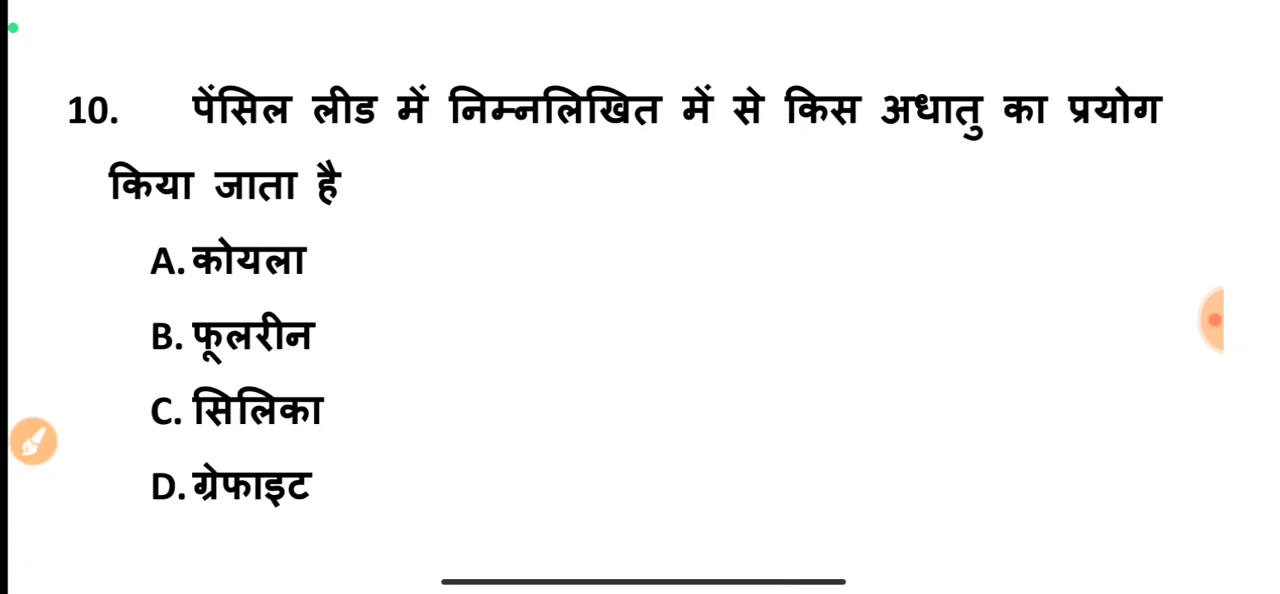 10. पेंसिल लीड में निम्नलिखित में से किस अधातु का प्रयोग
किया जाता है
A. कोयला
B. फूलरीन
C. सिलिका
D. ग्रेफाइट